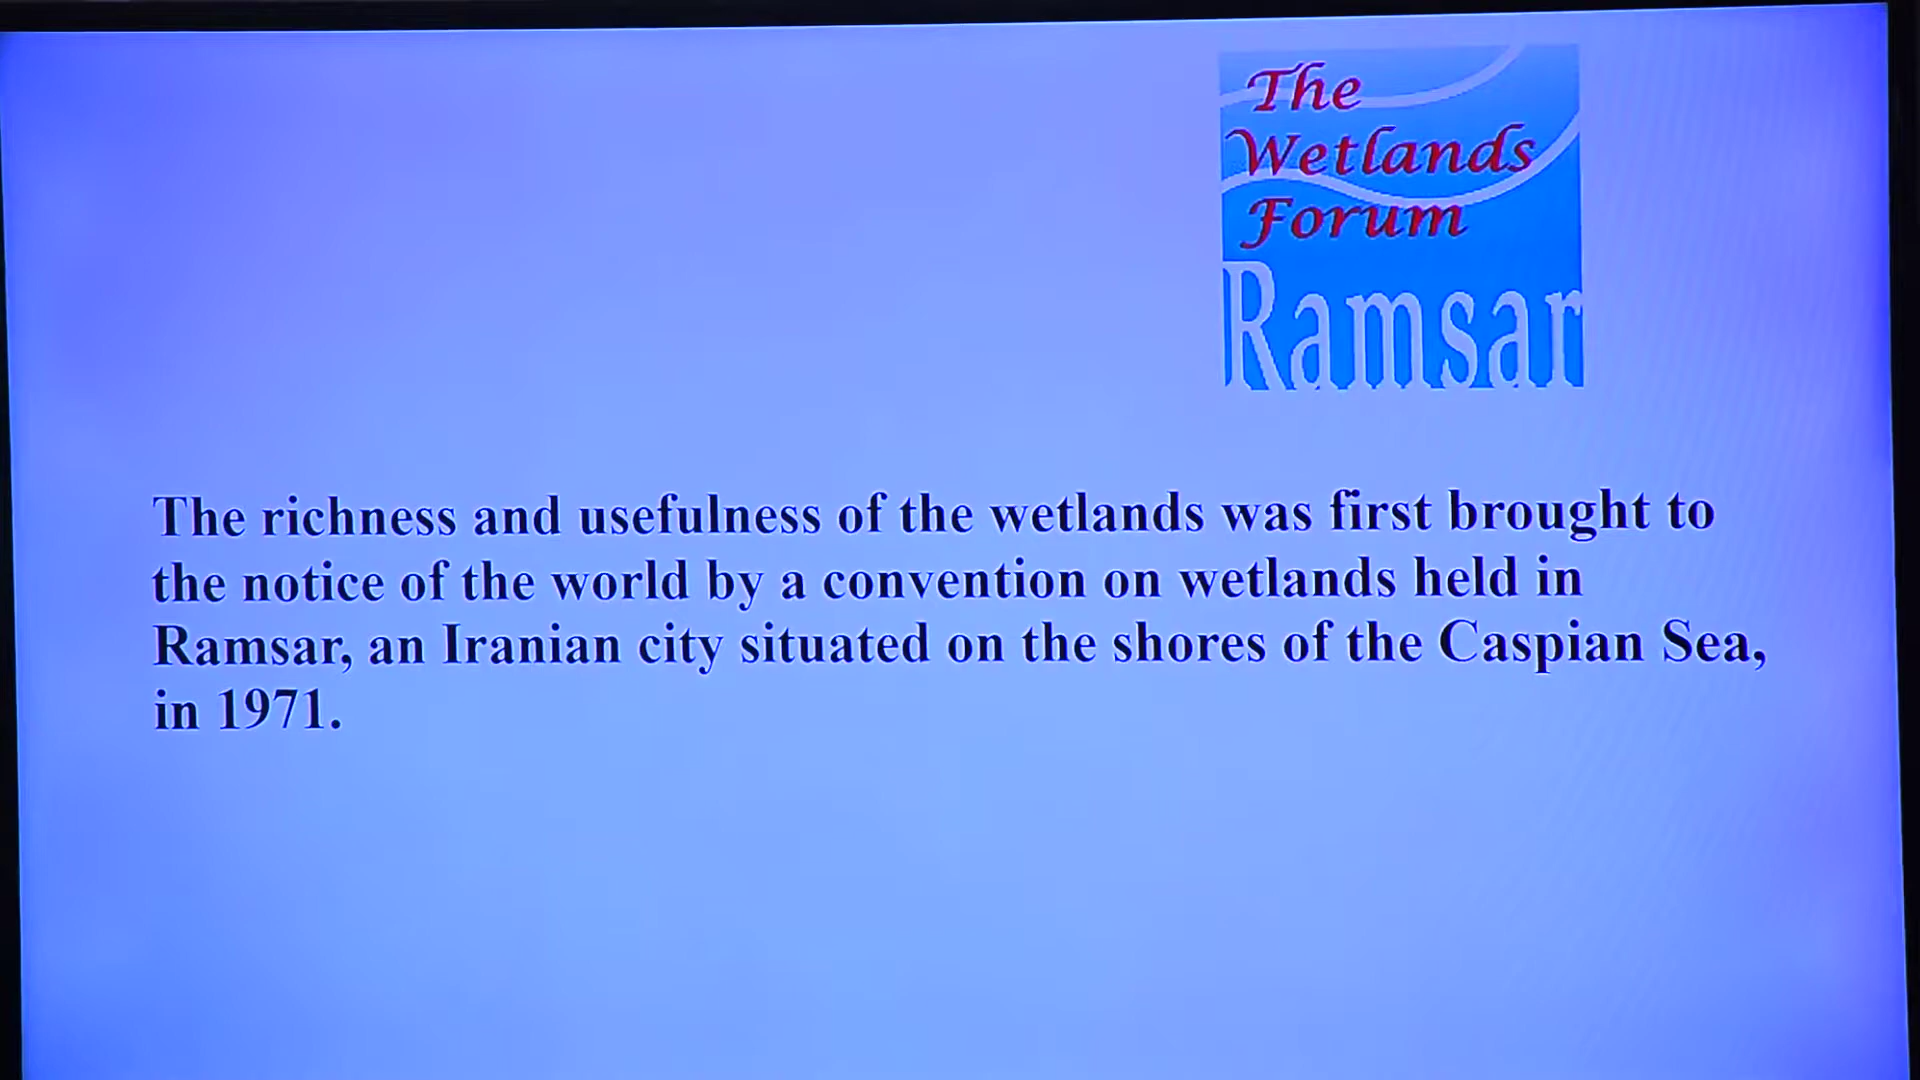 The
Wetlands
Forum
Ramsar
The richness and usefulness of the wetlands was first brought to
the notice of the world by a convention on wetlands held in
Ramsar, an Iranian city situated on the shores of the Caspian Sea,
in 1971.